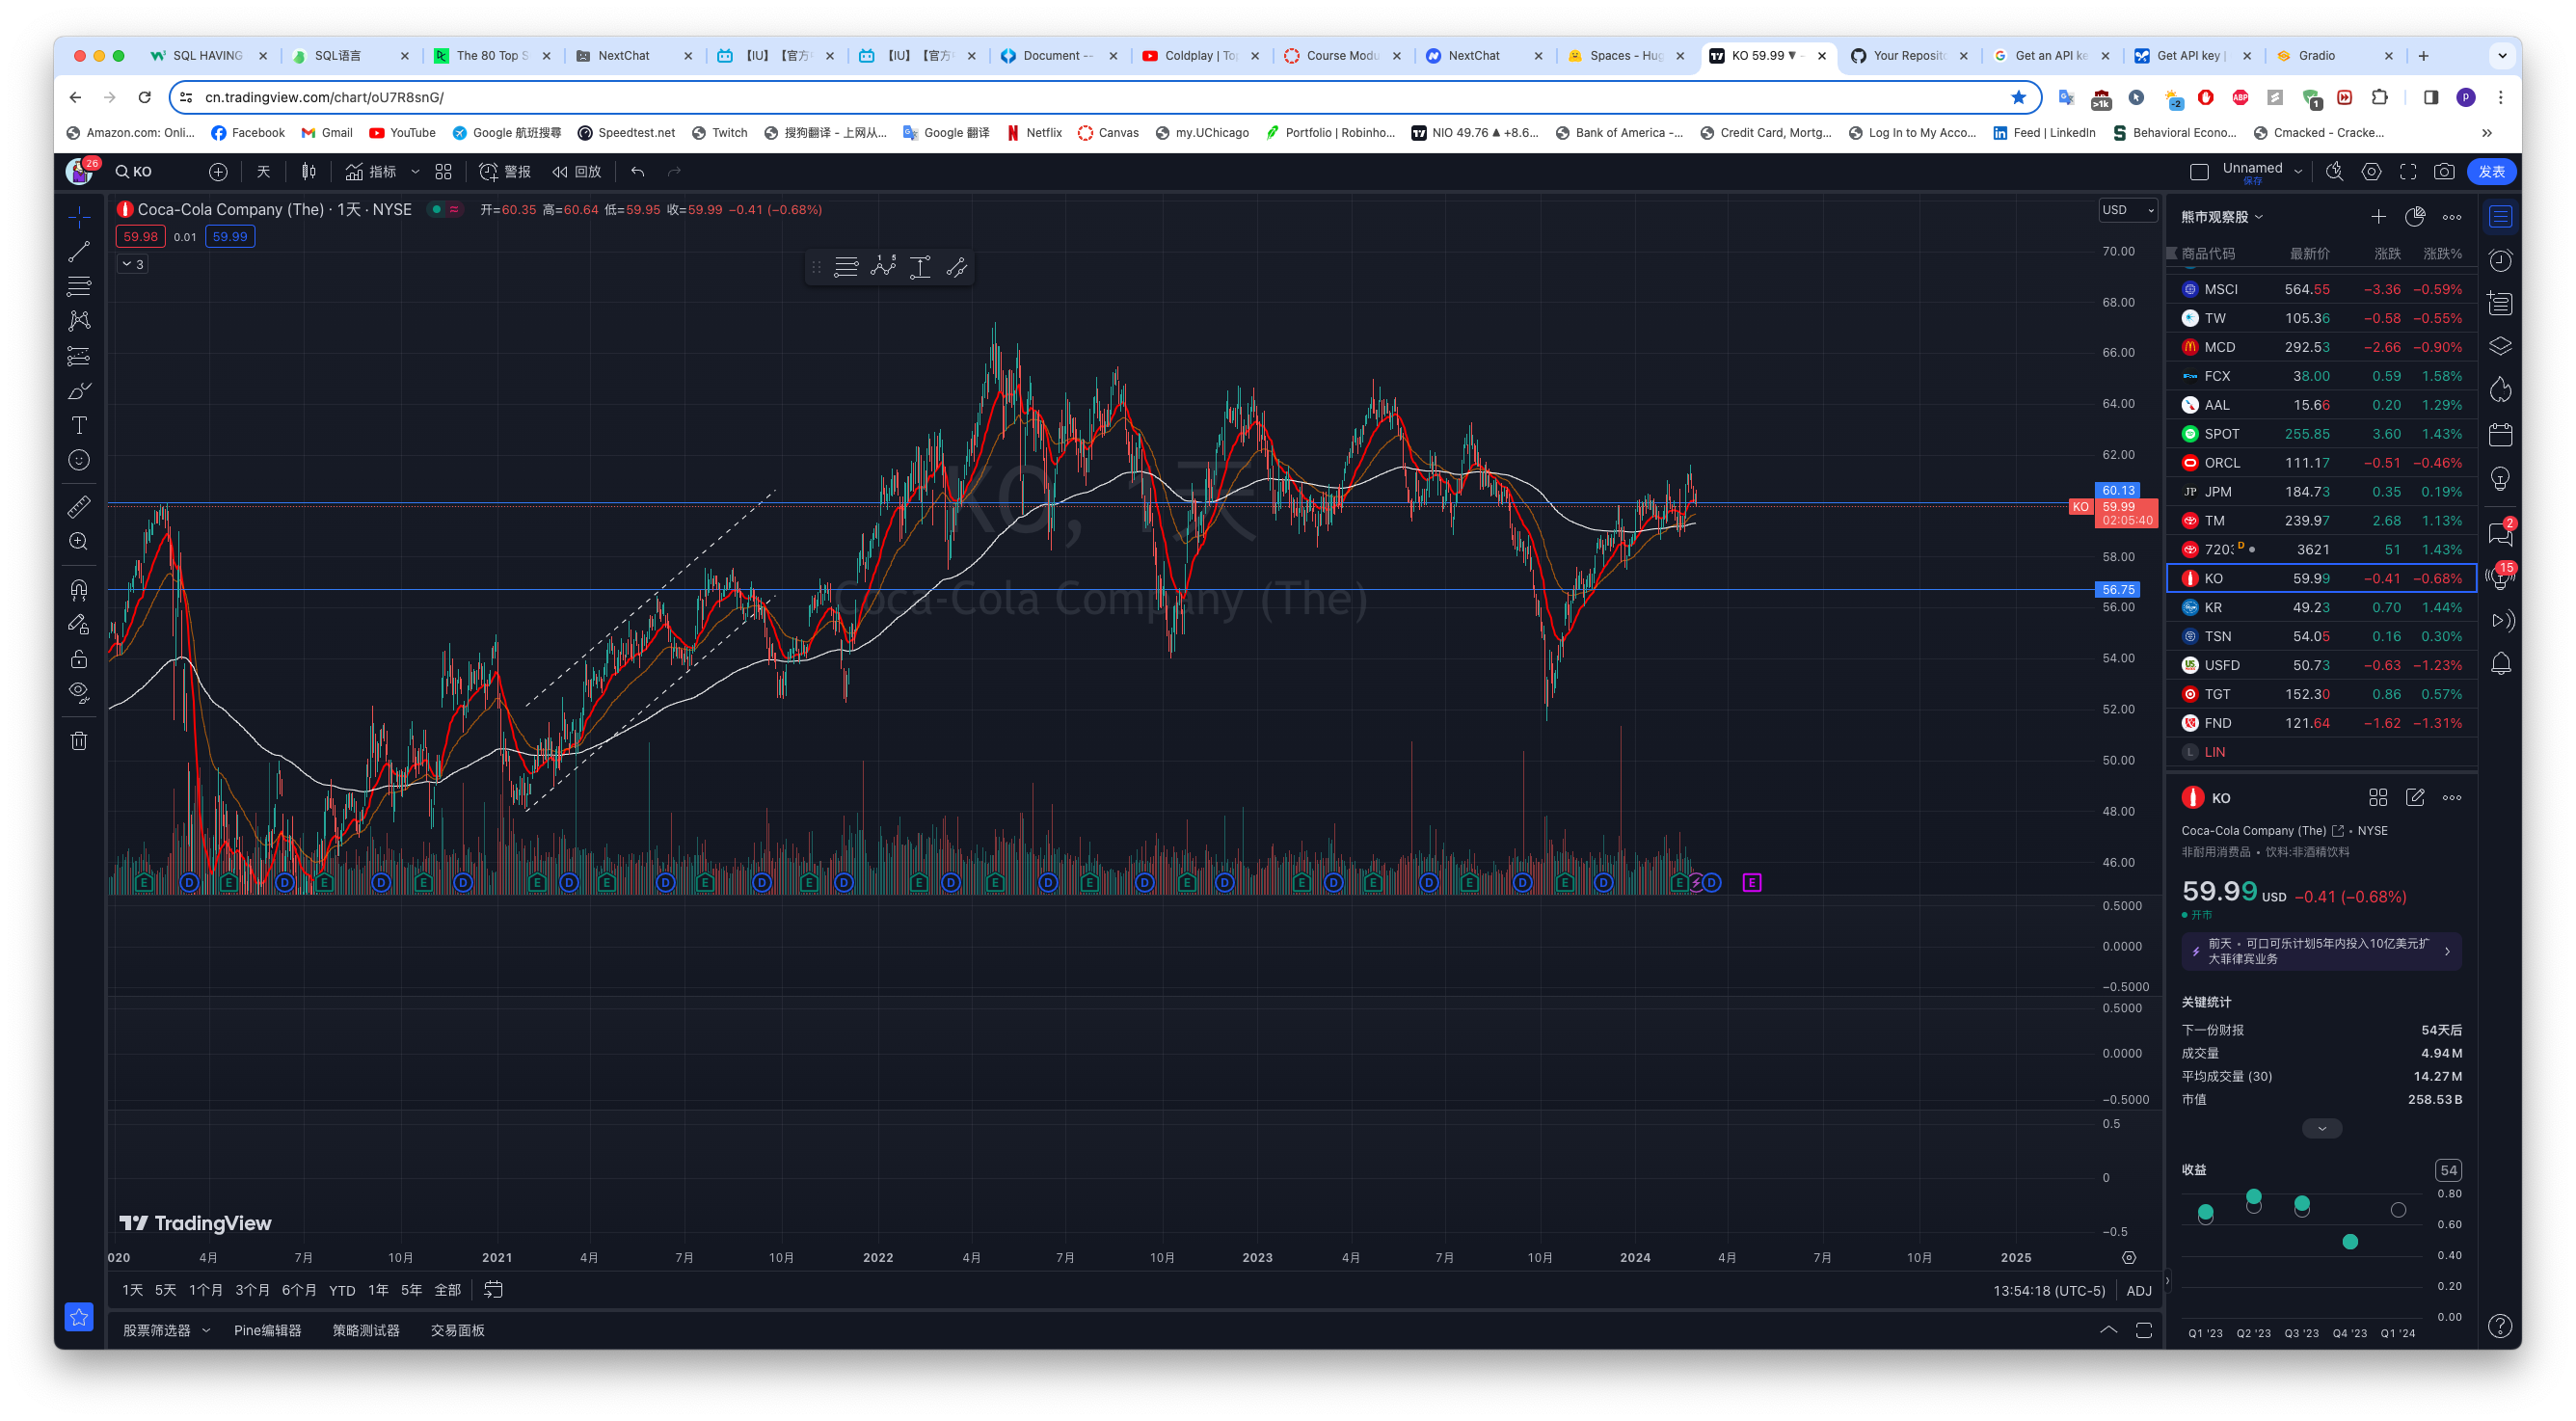 SQL HAVING
SQL语言
The 80 Top S
NextChat
【IU】【官方
【IU】【官方
Document --
Coldplay | Top
Course Modu
NextChat
Spaces - Hug
KO 59.99 ▼ -
Your Reposito
Get an API ke
Get API key |
Gradio
cn.tradingview.com/chart/oU7R8snG/
>1k
-2
ABP
1
P
Amazon.com: Onli...
Facebook
Gmail
YouTube
Google 航班搜尋
Speedtest.net
Twitch
搜狗翻译 - 上网从...
Google 翻译
Netflix
Canvas
my.UChicago
Portfolio | Robinho...
NIO 49.76 ▲ +8.6...
Bank of America -...
Credit Card, Mortg...
Log In to My Acco...
Feed | LinkedIn
Behavioral Econo...
Cmacked - Cracke...
»
26
KO
天
指标
警报
回放
Unnamed
保存
发表
Coca-Cola Company (The) · 1天 · NYSE
开=60.35 高=60.64 低=59.95 收=59.99 −0.41 (−0.68%)
59.98 0.01 59.99
3
USD
KO, 1天
Coca-Cola Company (The)
70.00
68.00
66.00
64.00
62.00
60.13
KO 59.99
02:05:40
58.00
56.75
56.00
54.00
52.00
50.00
48.00
46.00
E D E D E D E D E D E D E D E D E D E D E D E D E D E D E D E D E D E
0.5000
0.0000
−0.5000
0.5000
0.0000
−0.5000
0.5
0
−0.5
TradingView
020 4月 7月 10月 2021 4月 7月 10月 2022 4月 7月 10月 2023 4月 7月 10月 2024 4月 7月 10月 2025
1天 5天 1个月 3个月 6个月 YTD 1年 5年 全部
13:54:18 (UTC-5) ADJ
股票筛选器 Pine编辑器 策略测试器 交易面板
熊市观察股
商品代码 最新价 涨跌 涨跌%
MSCI 564.55 −3.36 −0.59%
TW 105.36 −0.58 −0.55%
MCD 292.53 −2.66 −0.90%
FCX 38.00 0.59 1.58%
AAL 15.66 0.20 1.29%
SPOT 255.85 3.60 1.43%
ORCL 111.17 −0.51 −0.46%
JP JPM 184.73 0.35 0.19%
TM 239.97 2.68 1.13%
7203 D 3621 51 1.43%
KO 59.99 −0.41 −0.68%
KR 49.23 0.70 1.44%
TSN 54.05 0.16 0.30%
USFD 50.73 −0.63 −1.23%
TGT 152.30 0.86 0.57%
FND 121.64 −1.62 −1.31%
L LIN
2
15
KO
Coca-Cola Company (The) • NYSE
非耐用消费品 • 饮料:非酒精饮料
59.99 USD −0.41 (−0.68%)
开市
前天 • 可口可乐计划5年内投入10亿美元扩
大菲律宾业务
关键统计
下一份财报 54天后
成交量 4.94M
平均成交量 (30) 14.27M
市值 258.53B
收益 54
0.80
0.60
0.40
0.20
0.00
Q1 '23 Q2 '23 Q3 '23 Q4 '23 Q1 '24